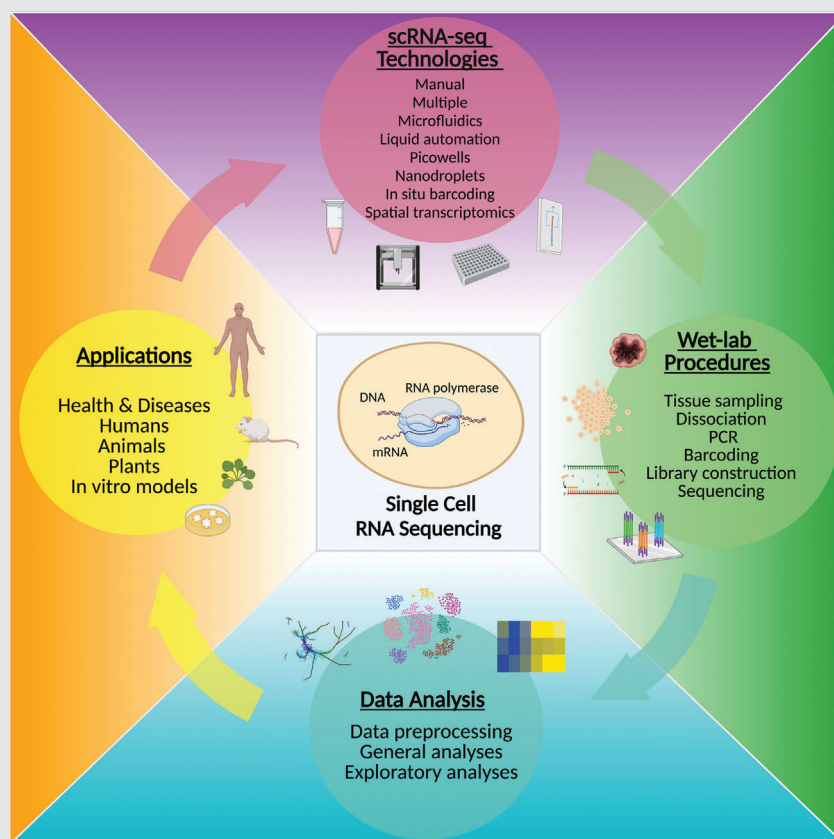 scRNA-seq
Technologies
Manual
Multiple
Microfluidics
Liquid automation
Picowells
Nanodroplets
In situ barcoding
Spatial transcriptomics
Applications
Health & Diseases
Humans
Animals
Plants
In vitro models
DNA
RNA polymerase
mRNA
Single Cell
RNA Sequencing
Wet-lab
Procedures
Tissue sampling
Dissociation
PCR
Barcoding
Library construction
Sequencing
Data Analysis
Data preprocessing
General analyses
Exploratory analyses